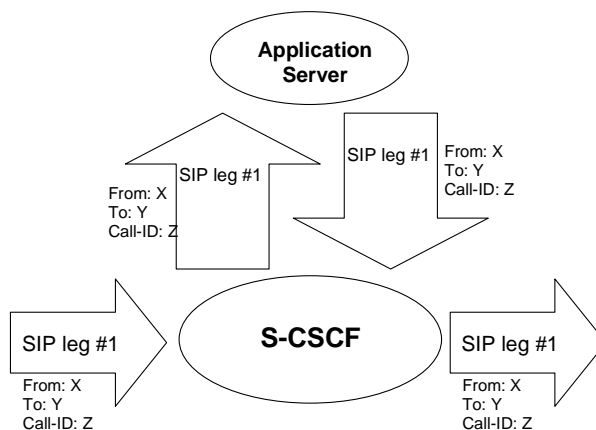 Application
Server
SIP leg #1
From: X
To: Y
Call-ID: Z
SIP leg #1
From: X
To: Y
Call-ID: Z
S-CSCF
SIP leg #1
From: X
To: Y
Call-ID: Z
SIP leg #1
From: X
To: Y
Call-ID: Z